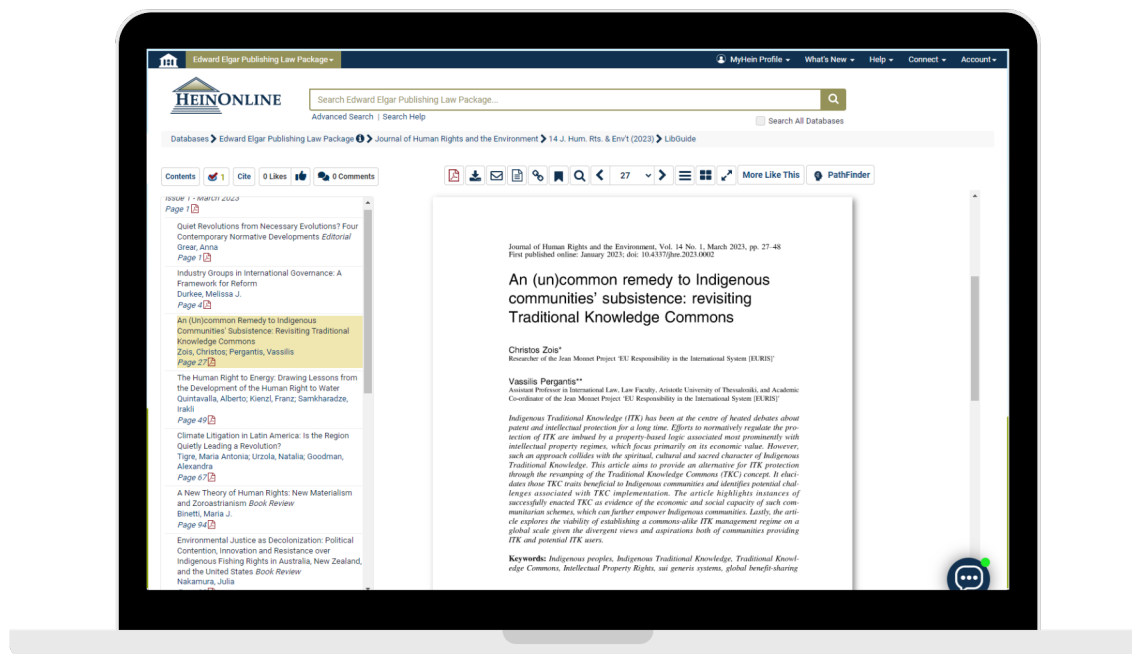 Edward Elgar Publishing Law Package
MyHein Profile
What's New
Help
Connect
Account
HEINONLINE
Search Edward Elgar Publishing Law Package...
Advanced Search | Search Help
Search All Databases
Databases > Edward Elgar Publishing Law Package > Journal of Human Rights and the Environment > 14 J. Hum. Rts. & Env't (2023) > LibGuide
Contents
1
Cite
0 Likes
0 Comments
27
More Like This
PathFinder
Issue 1 - March 2023
Page 1
Quiet Revolutions from Necessary Evolutions? Four
Contemporary Normative Developments Editorial
Grear, Anna
Page 1
Industry Groups in International Governance: A
Framework for Reform
Durkee, Melissa J.
Page 4
An (Un)Common Remedy to Indigenous
Communities' Subsistence: Revisiting Traditional
Knowledge Commons
Zois, Christos; Pergantis, Vassilis
Page 27
The Human Right to Energy: Drawing Lessons from
the Development of the Human Right to Water
Quintavalla, Alberto; Kienzl, Franz; Samkharadze,
Irakli
Page 49
Climate Litigation in Latin America: Is the Region
Quietly Leading a Revolution?
Tigre, Maria Antonia; Urzola, Natalia; Goodman,
Alexandra
Page 67
A New Theory of Human Rights: New Materialism
and Zoroastrianism Book Review
Binetti, Maria J.
Page 94
Environmental Justice as Decolonization: Political
Contention, Innovation and Resistance over
Indigenous Fishing Rights in Australia, New Zealand,
and the United States Book Review
Nakamura, Julia
Journal of Human Rights and the Environment, Vol. 14 No. 1, March 2023, pp. 27–48
First published online: January 2023; doi: 10.4337/jhre.2023.0002
An (un)common remedy to Indigenous
communities' subsistence: revisiting
Traditional Knowledge Commons
Christos Zois*
Researcher of the Jean Monnet Project 'EU Responsibility in the International System [EURIS]'
Vassilis Pergantis**
Assistant Professor in International Law, Law Faculty, Aristotle University of Thessaloniki, and Academic
Co-ordinator of the Jean Monnet Project 'EU Responsibility in the International System [EURIS]'
Indigenous Traditional Knowledge (ITK) has been at the centre of heated debates about
patent and intellectual protection for a long time. Efforts to normatively regulate the pro-
tection of ITK are imbued by a property-based logic associated most prominently with
intellectual property regimes, which focus primarily on its economic value. However,
such an approach collides with the spiritual, cultural and sacred character of Indigenous
Traditional Knowledge. This article aims to provide an alternative for ITK protection
through the revamping of the Traditional Knowledge Commons (TKC) concept. It eluci-
dates those TKC traits beneficial to Indigenous communities and identifies potential chal-
lenges associated with TKC implementation. The article highlights instances of
successfully enacted TKC as evidence of the economic and social capacity of such com-
munitarian schemes, which can further empower Indigenous communities. Lastly, the arti-
cle explores the viability of establishing a commons-alike ITK management regime on a
global scale given the divergent views and aspirations both of communities providing
ITK and potential ITK users.
Keywords: Indigenous peoples, Indigenous Traditional Knowledge, Traditional Knowl-
edge Commons, Intellectual Property Rights, sui generis systems, global benefit-sharing